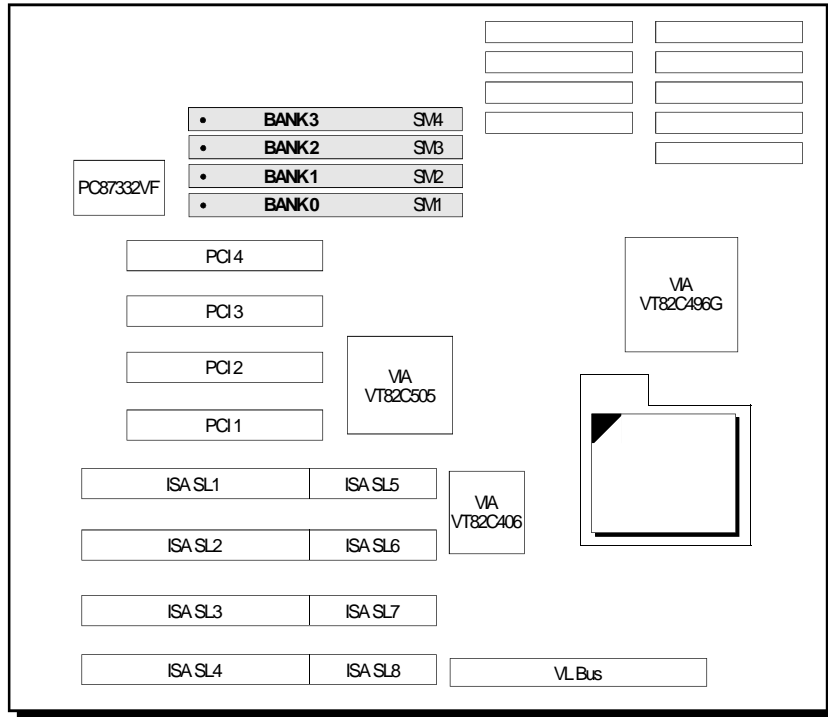 BANK3 SM4
BANK2 SM3
BANK1 SM2
BANK0 SM1
PC87332VF
PCI 4
PCI 3
PCI 2
PCI 1
VIA
VT82C496G
VIA
VT82C505
ISA SL1 ISA SL5
VIA
VT82C406
ISA SL2 ISA SL6
ISA SL3 ISA SL7
ISA SL4 ISA SL8
VL Bus